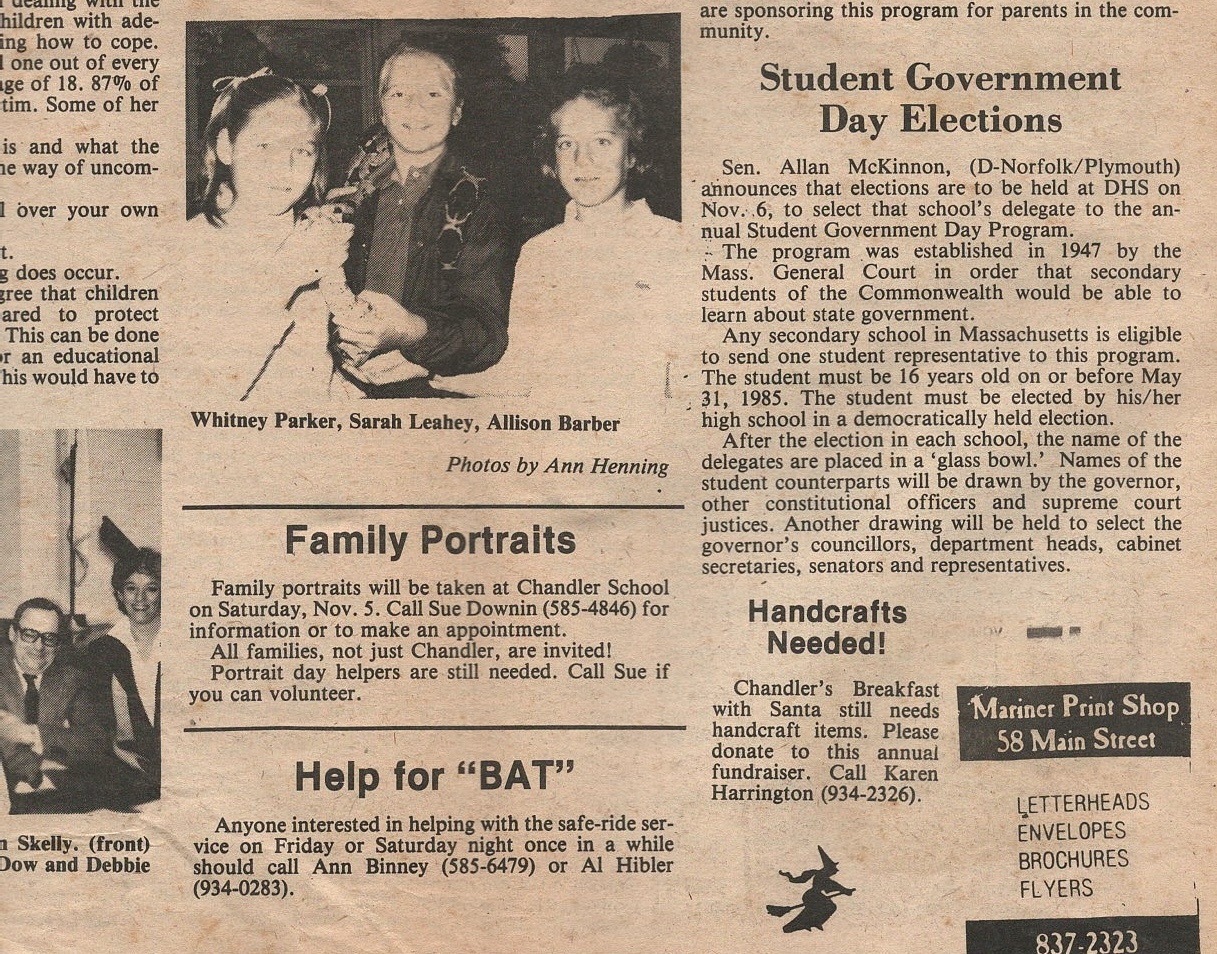 dealing with the
children with ade-
ing how to cope.
one out of every
age of 18. 87% of
tim. Some of her
is and what the
he way of uncom-
l over your own
t.
g does occur.
gree that children
ared to protect
This can be done
or an educational
This would have to
n Skelly. (front)
Dow and Debbie
Whitney Parker, Sarah Leahey, Allison Barber
Photos by Ann Henning
Family Portraits
Family portraits will be taken at Chandler School
on Saturday, Nov. 5. Call Sue Downin (585-4846) for
information or to make an appointment.
All families, not just Chandler, are invited!
Portrait day helpers are still needed. Call Sue if
you can volunteer.
Help for “BAT”
Anyone interested in helping with the safe-ride ser-
vice on Friday or Saturday night once in a while
should call Ann Binney (585-6479) or Al Hibler
(934-0283).
are sponsoring this program for parents in the com-
munity.
Student Government
Day Elections
Sen. Allan McKinnon, (D-Norfolk/Plymouth)
announces that elections are to be held at DHS on
Nov. 6, to select that school's delegate to the an-
nual Student Government Day Program.
The program was established in 1947 by the
Mass. General Court in order that secondary
students of the Commonwealth would be able to
learn about state government.
Any secondary school in Massachusetts is eligible
to send one student representative to this program.
The student must be 16 years old on or before May
31, 1985. The student must be elected by his/her
high school in a democratically held election.
After the election in each school, the name of the
delegates are placed in a ‘glass bowl.’ Names of the
student counterparts will be drawn by the governor,
other constitutional officers and supreme court
justices. Another drawing will be held to select the
governor's councillors, department heads, cabinet
secretaries, senators and representatives.
Handcrafts
Needed!
Chandler's Breakfast
with Santa still needs
handcraft items. Please
donate to this annual
fundraiser. Call Karen
Harrington (934-2326).
Mariner Print Shop
58 Main Street
LETTERHEADS
ENVELOPES
BROCHURES
FLYERS
837-2323